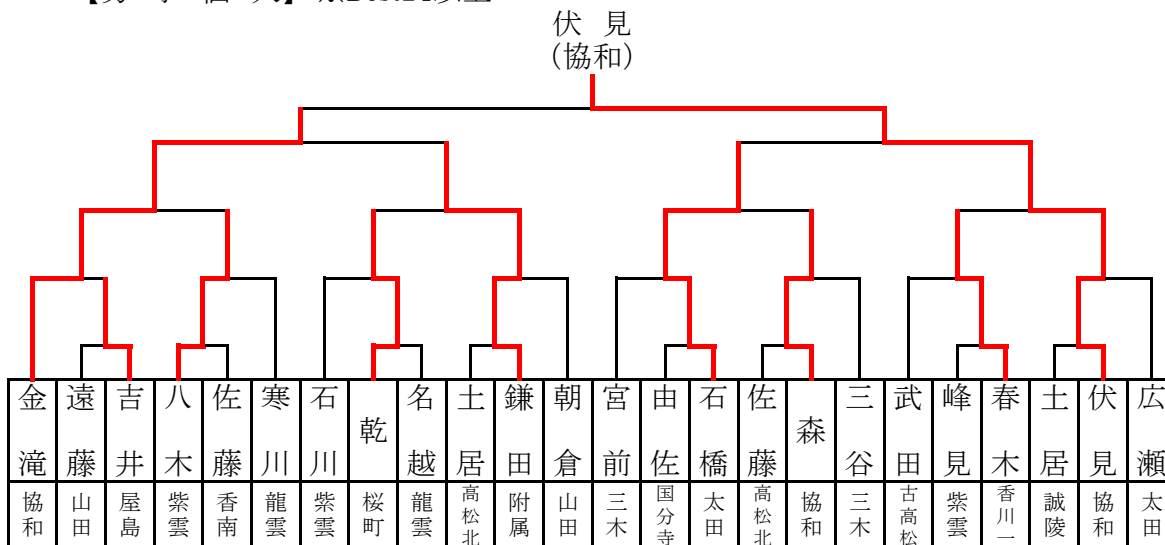 伏見
(協和)
金滝 遠藤 吉井 八木 佐藤 寒川 石川 乾 名越 土居 鎌田 朝倉 宮前 由佐 石橋 佐藤 森 三谷 武田 峰見 春木 土居 伏見 広瀬
協和 山田 屋島 紫雲 香南 龍雲 紫雲 桜町 龍雲 高松北 附属 山田 三木 国分寺 太田 高松北 協和 三木 古高松 紫雲 香川一 誠陵 協和 太田